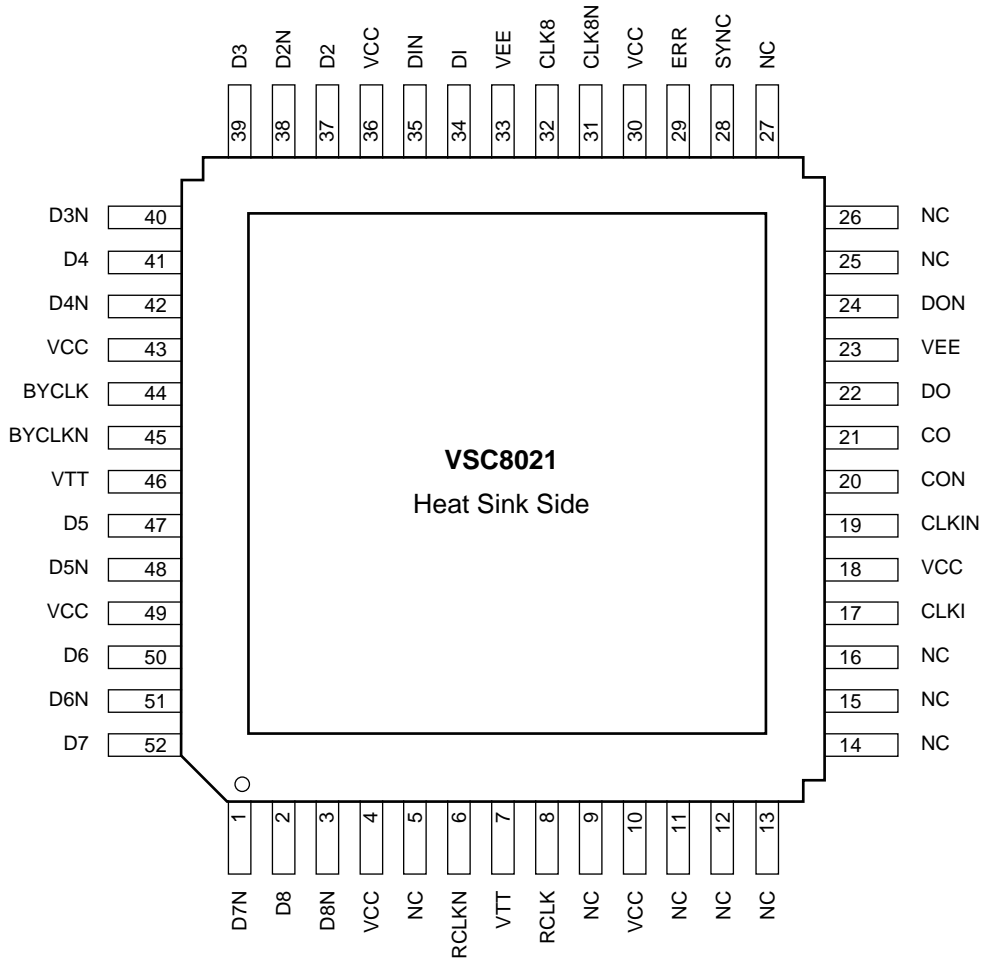 D3 D2N D2 VCC DIN DI VEE CLK8 CLK8N VCC ERR SYNC NC
39 38 37 36 35 34 33 32 31 30 29 28 27
D3N 40 26 NC
D4 41 25 NC
D4N 42 24 DON
VCC 43 23 VEE
BYCLK 44 22 DO
BYCLKN 45 21 CO
VSC8021
VTT 46 20 CON
Heat Sink Side
D5 47 19 CLKIN
D5N 48 18 VCC
VCC 49 17 CLKI
D6 50 16 NC
D6N 51 15 NC
D7 52 14 NC
1 2 3 4 5 6 7 8 9 10 11 12 13
D7N D8 D8N VCC NC RCLKN VTT RCLK NC VCC NC NC NC